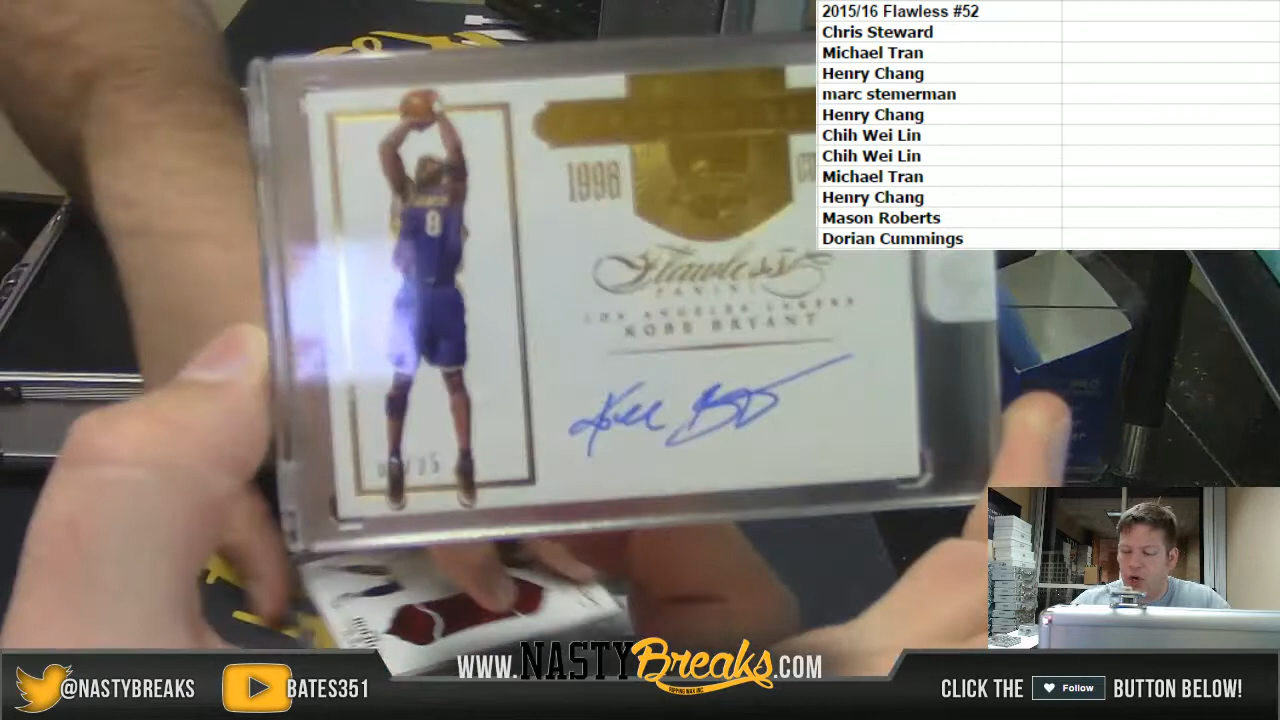 2015/16 Flawless #52
Chris Steward
Michael Tran
Henry Chang
marc stemerman
Henry Chang
Chih Wei Lin
Chih Wei Lin
Michael Tran
Henry Chang
Mason Roberts
Dorian Cummings
1998
8
Flawless
PANINI
LOS ANGELES LAKERS
KOBE BRYANT
WWW.NASTYBreaks.COM
@NASTYBREAKS
BATES351
CLICK THE Follow BUTTON BELOW!